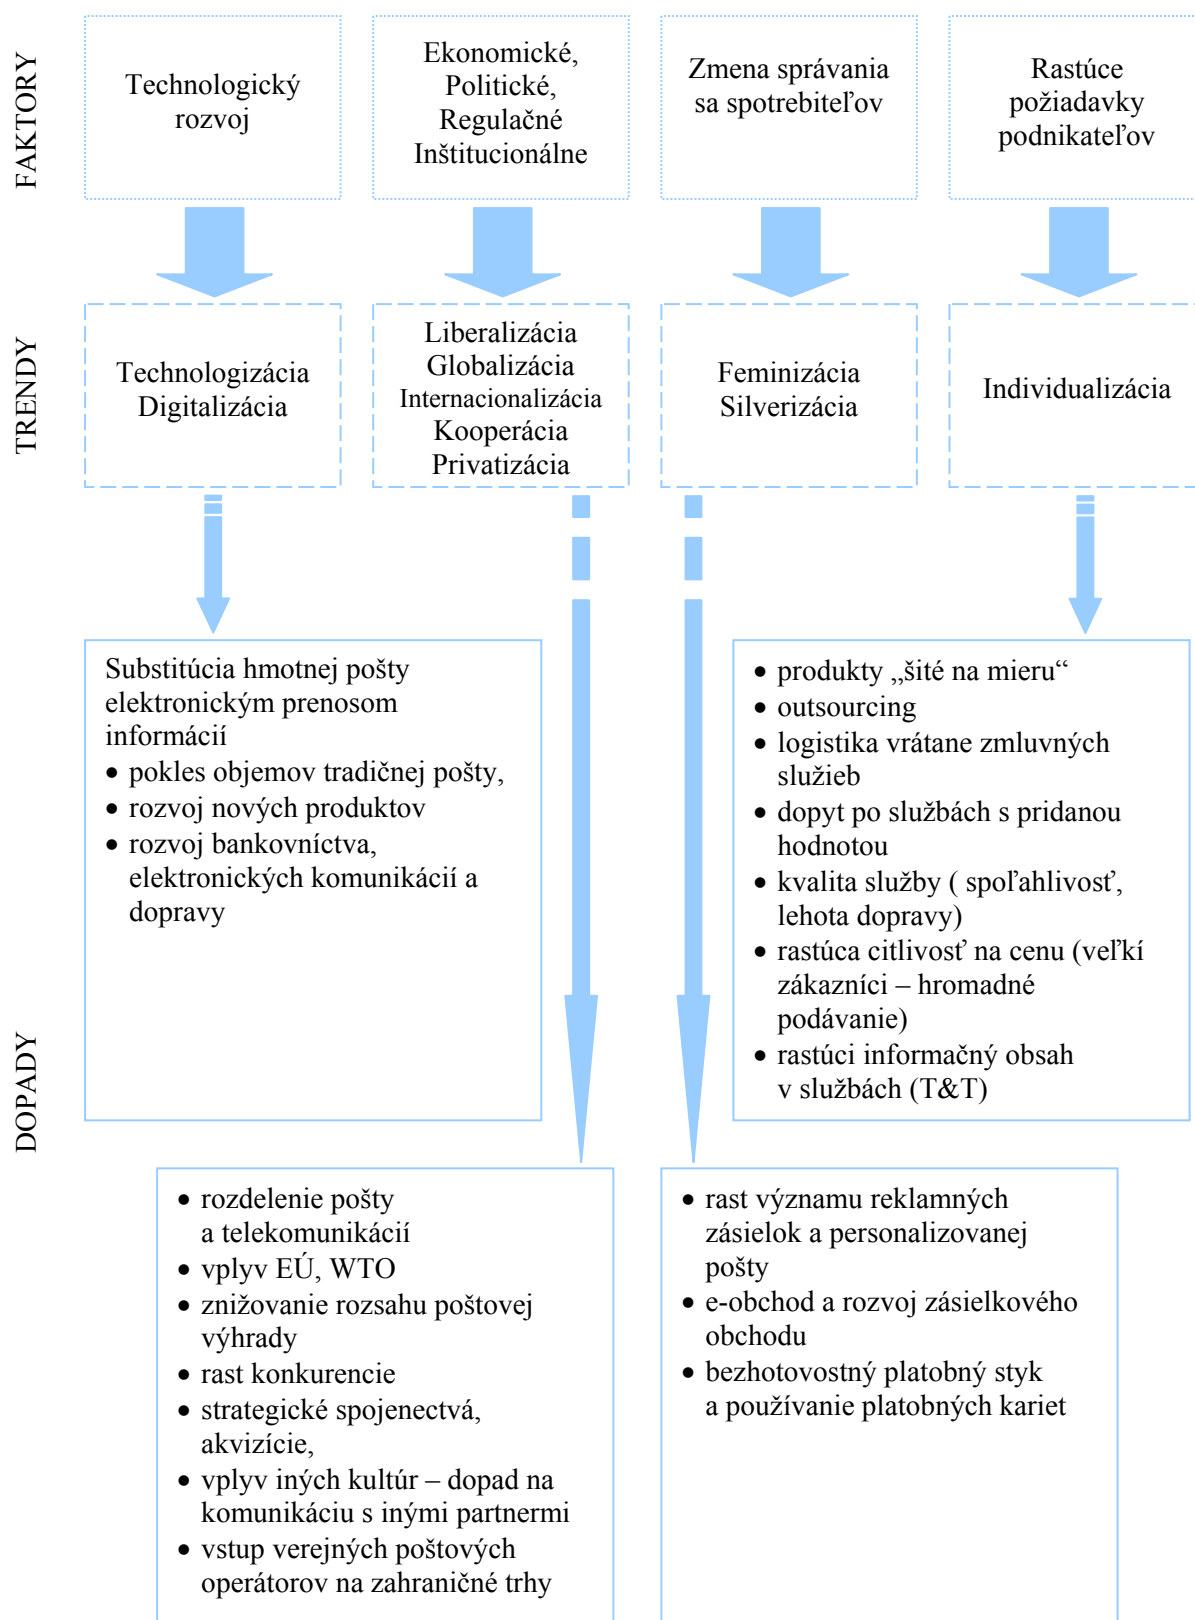 FAKTORY
Technologický
rozvoj
Ekonomické,
Politické,
Regulačné
Inštitucionálne
Zmena správania
sa spotrebiteľov
Rastúce
požiadavky
podnikateľov
TRENDY
Technologizácia
Digitalizácia
Liberalizácia
Globalizácia
Internacionalizácia
Kooperácia
Privatizácia
Feminizácia
Silverizácia
Individualizácia
DOPADY
Substitúcia hmotnej pošty
elektronickým prenosom
informácií
• pokles objemov tradičnej pošty,
• rozvoj nových produktov
• rozvoj bankovníctva,
elektronických komunikácií a
dopravy
• produkty „šité na mieru“
• outsourcing
• logistika vrátane zmluvných
služieb
• dopyt po službách s pridanou
hodnotou
• kvalita služby ( spoľahlivosť,
lehota dopravy)
• rastúca citlivosť na cenu (veľkí
zákazníci – hromadné
podávanie)
• rastúci informačný obsah
v službách (T&T)
• rozdelenie pošty
a telekomunikácií
• vplyv EÚ, WTO
• znižovanie rozsahu poštovej
výhrady
• rast konkurencie
• strategické spojenectvá,
akvizície,
• vplyv iných kultúr – dopad na
komunikáciu s inými partnermi
• vstup verejných poštových
operátorov na zahraničné trhy
• rast významu reklamných
zásielok a personalizovanej
pošty
• e-obchod a rozvoj zásielkového
obchodu
• bezhotovostný platobný styk
a používanie platobných kariet